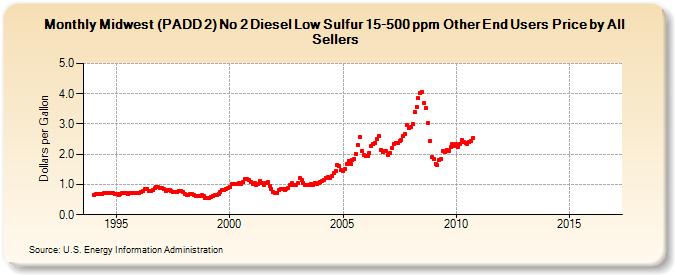 Monthly Midwest (PADD 2) No 2 Diesel Low Sulfur 15-500 ppm Other End Users Price by All
Sellers
Dollars per Gallon
5.0
4.0
3.0
2.0
1.0
0.0
1995 2000 2005 2010 2015
Source: U.S. Energy Information Administration